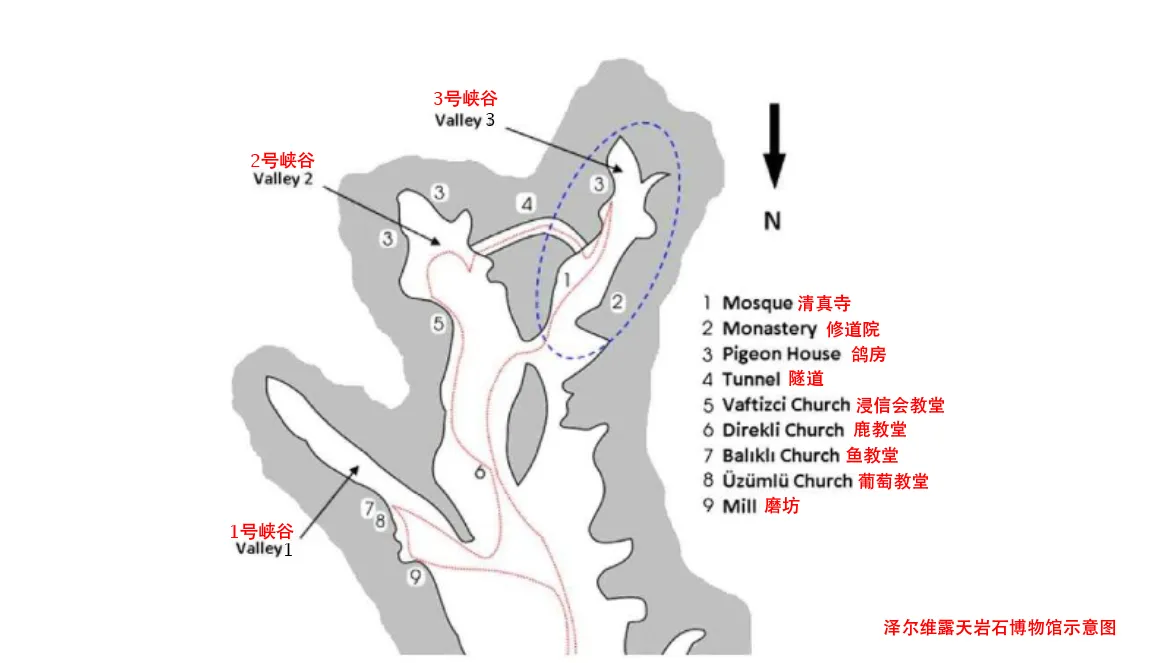 3号峡谷
Valley 3
2号峡谷
Valley 2
3
3
4
3
N
1
2
5
1 Mosque 清真寺
2 Monastery 修道院
3 Pigeon House 鸽房
4 Tunnel 隧道
5 Vaftizci Church 浸信会教堂
6 Direkli Church 鹿教堂
7 Balıklı Church 鱼教堂
8 Üzümlü Church 葡萄教堂
9 Mill 磨坊
6
7
8
1号峡谷
Valley 1
9
泽尔维露天岩石博物馆示意图